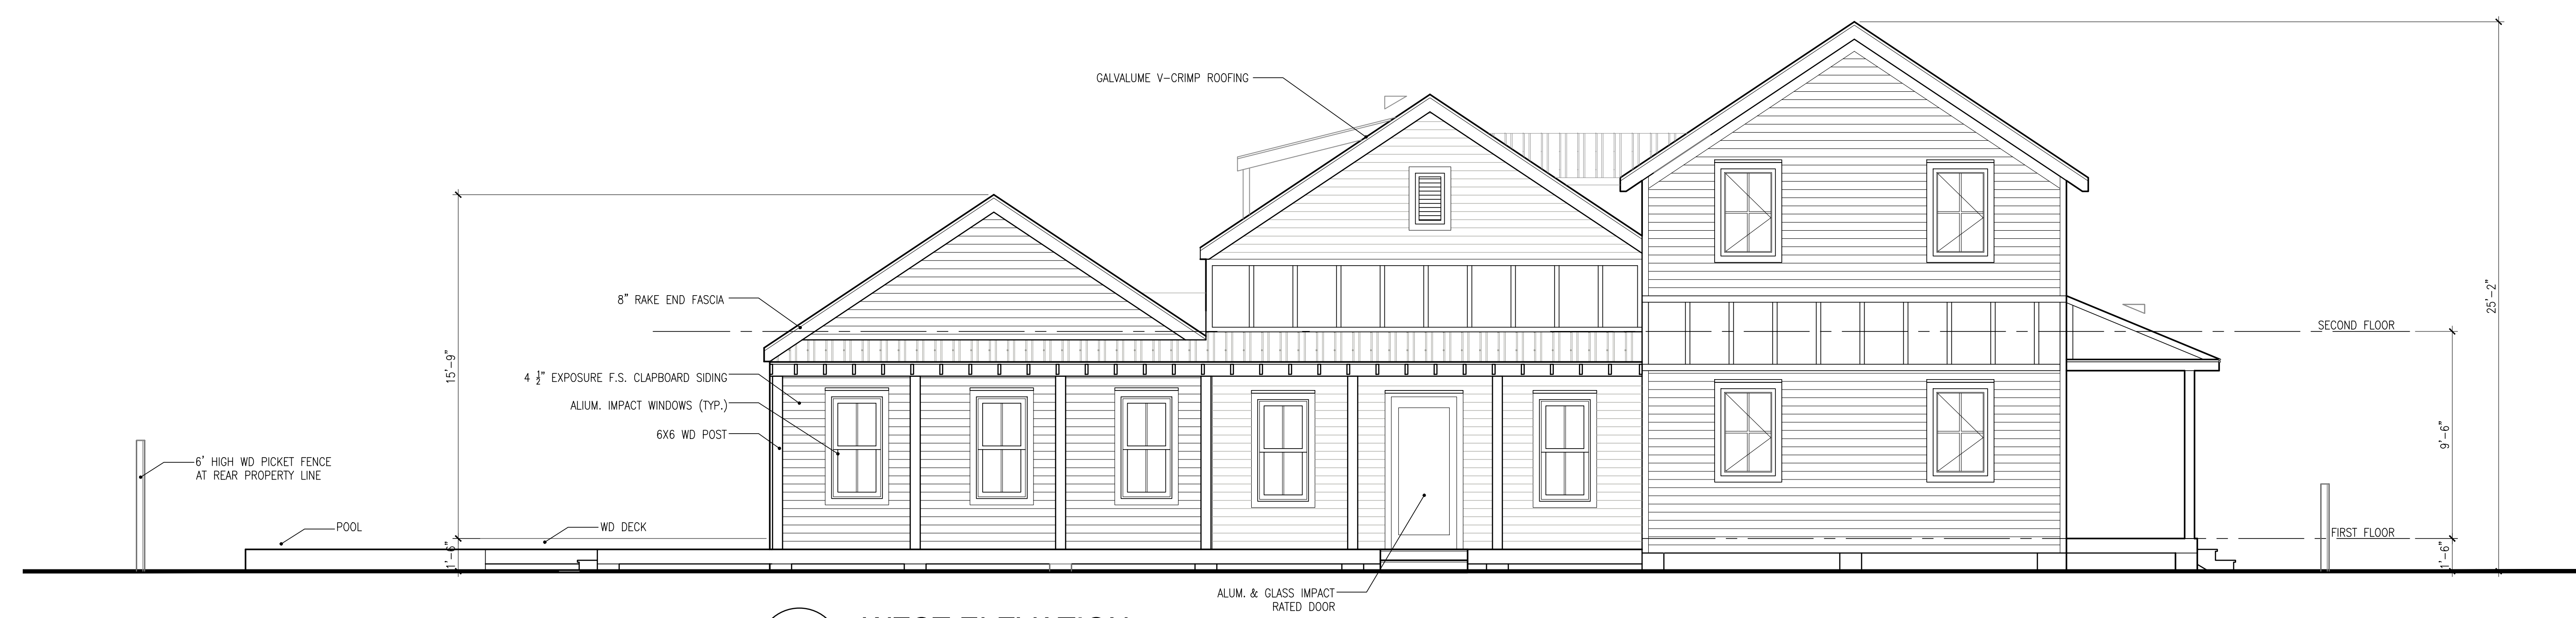 GALVALUME V-CRIMP ROOFING
25'-2"
8" RAKE END FASCIA
SECOND FLOOR
15'-9"
4 1/2" EXPOSURE F.S. CLAPBOARD SIDING
ALIUM. IMPACT WINDOWS (TYP.)
6X6 WD POST
9'-6"
6' HIGH WD PICKET FENCE
AT REAR PROPERTY LINE
POOL
WD DECK
FIRST FLOOR
1'-6"
1'-6"
ALUM. & GLASS IMPACT
RATED DOOR
WEST ELEVATION